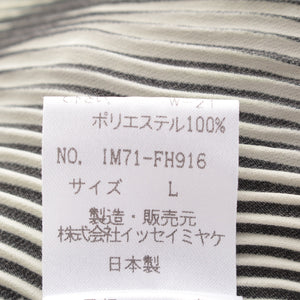 ポリエステル100%
NO. IM71-FH916
サイズ L
製造・販売元
株式会社イッセイミヤケ
日本製